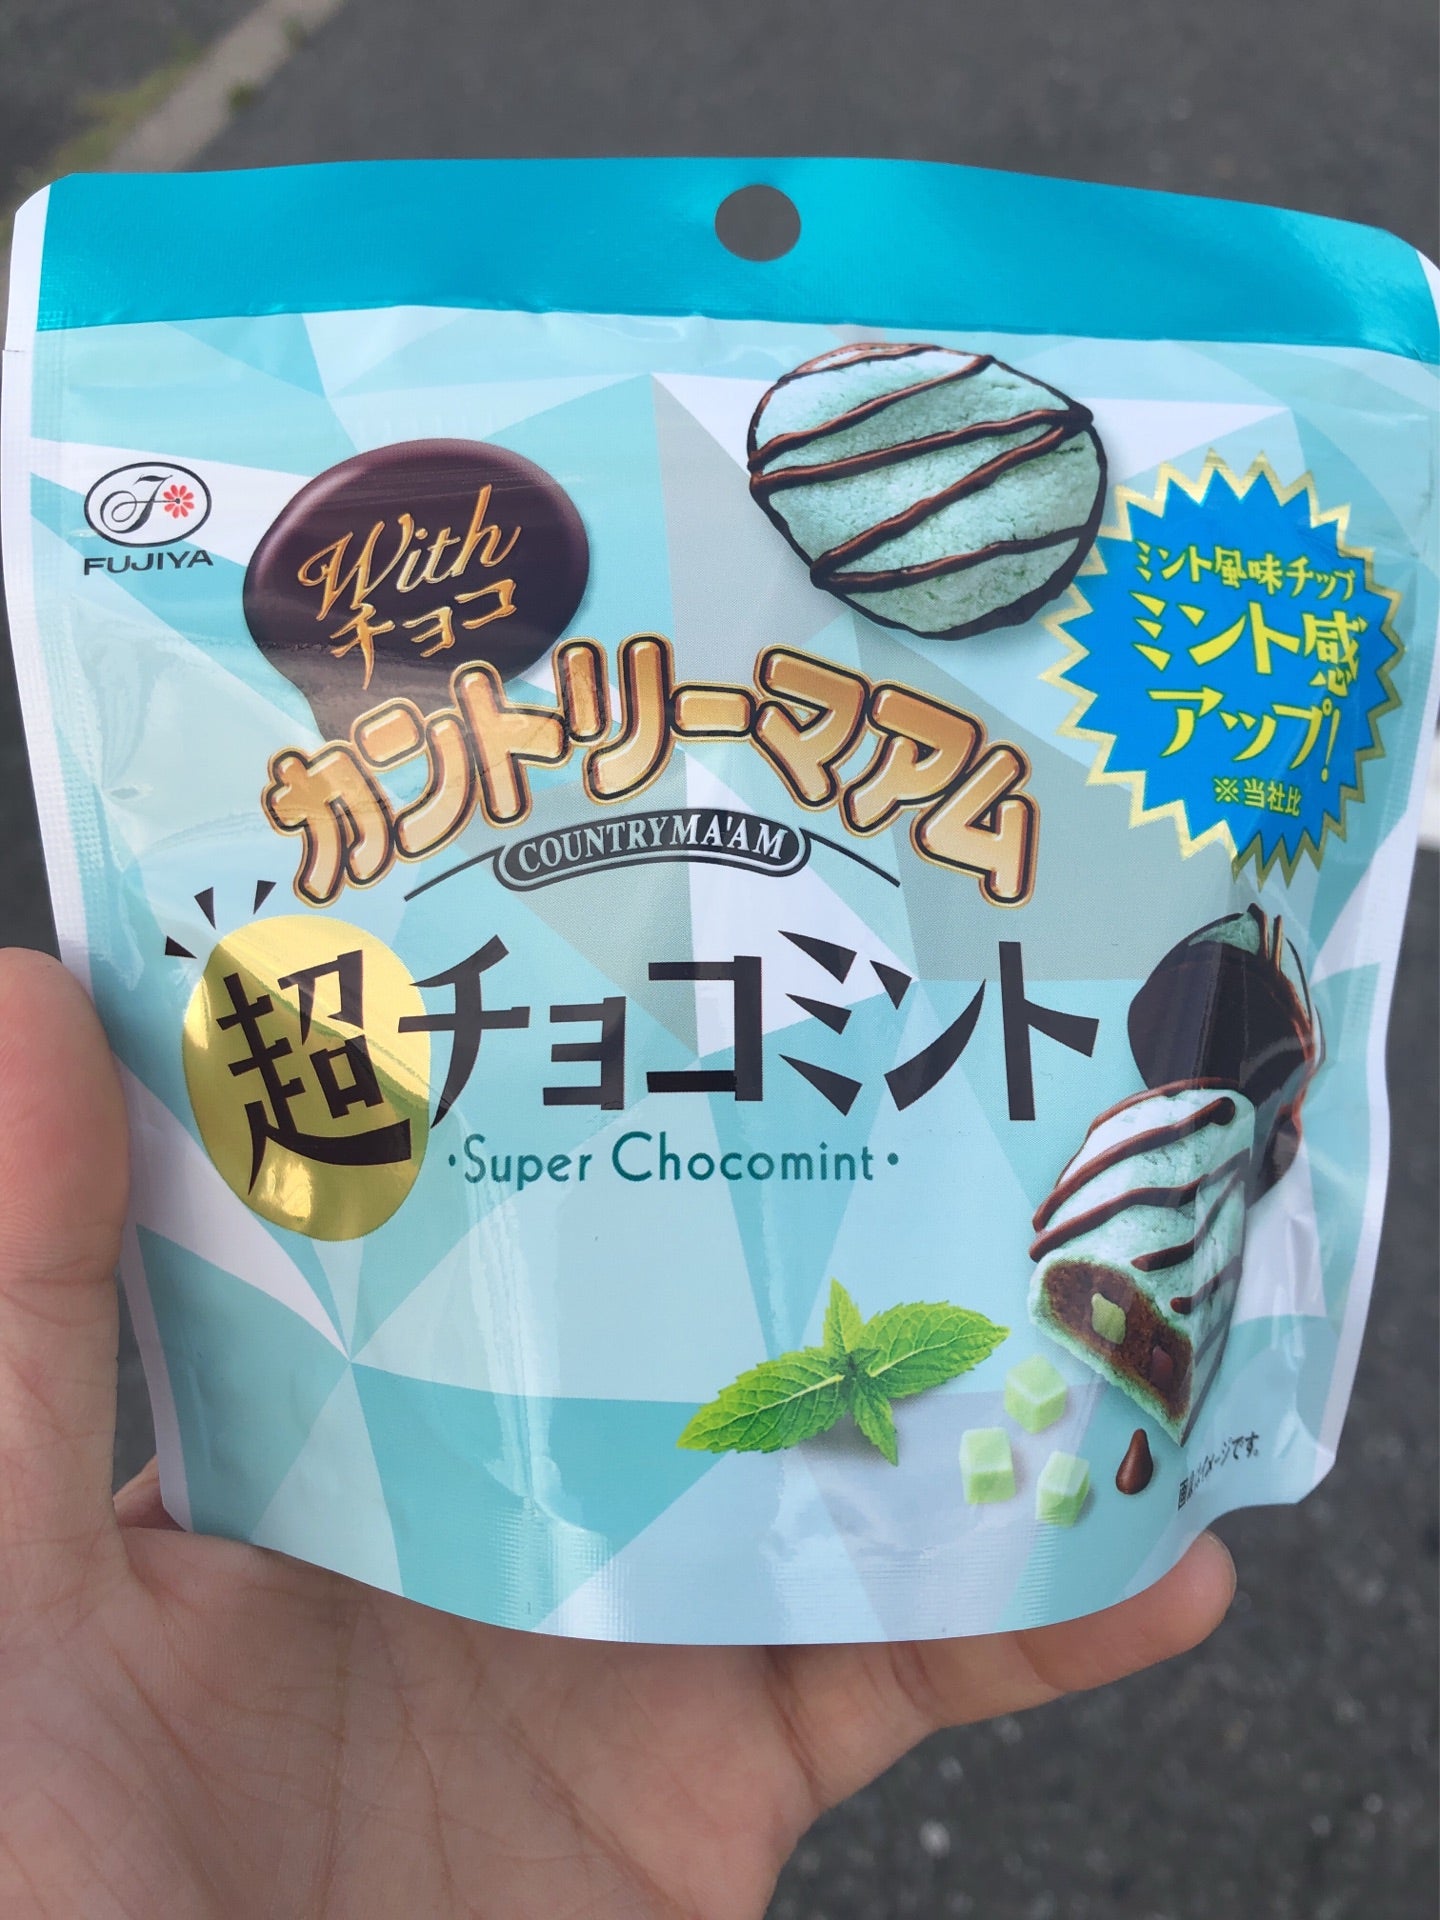 FUJIYA
With
チョコ
カントリーマアム
COUNTRY MA'AM
超チョコミント
・Super Chocomint・
ミント風味チップ
ミント感
アップ!
※当社比
画像はイメージです。